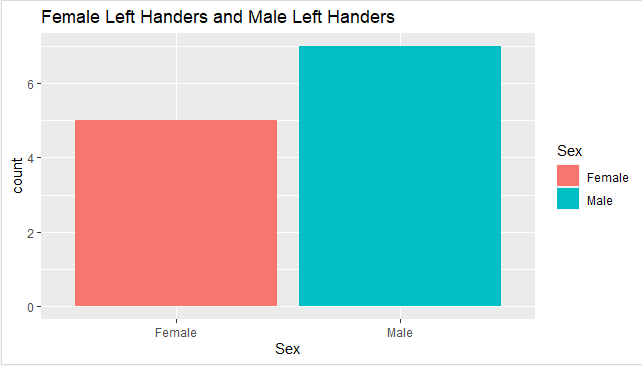 Female Left Handers and Male Left Handers
count
6
4
2
0
Female Male
Sex
Sex
Female
Male